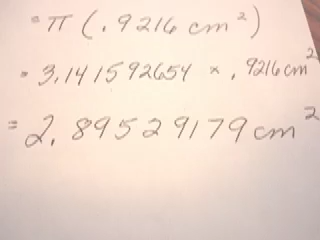 = π (.9216 cm²)
= 3.141592654 × .9216 cm²
= 2.89529179 cm²